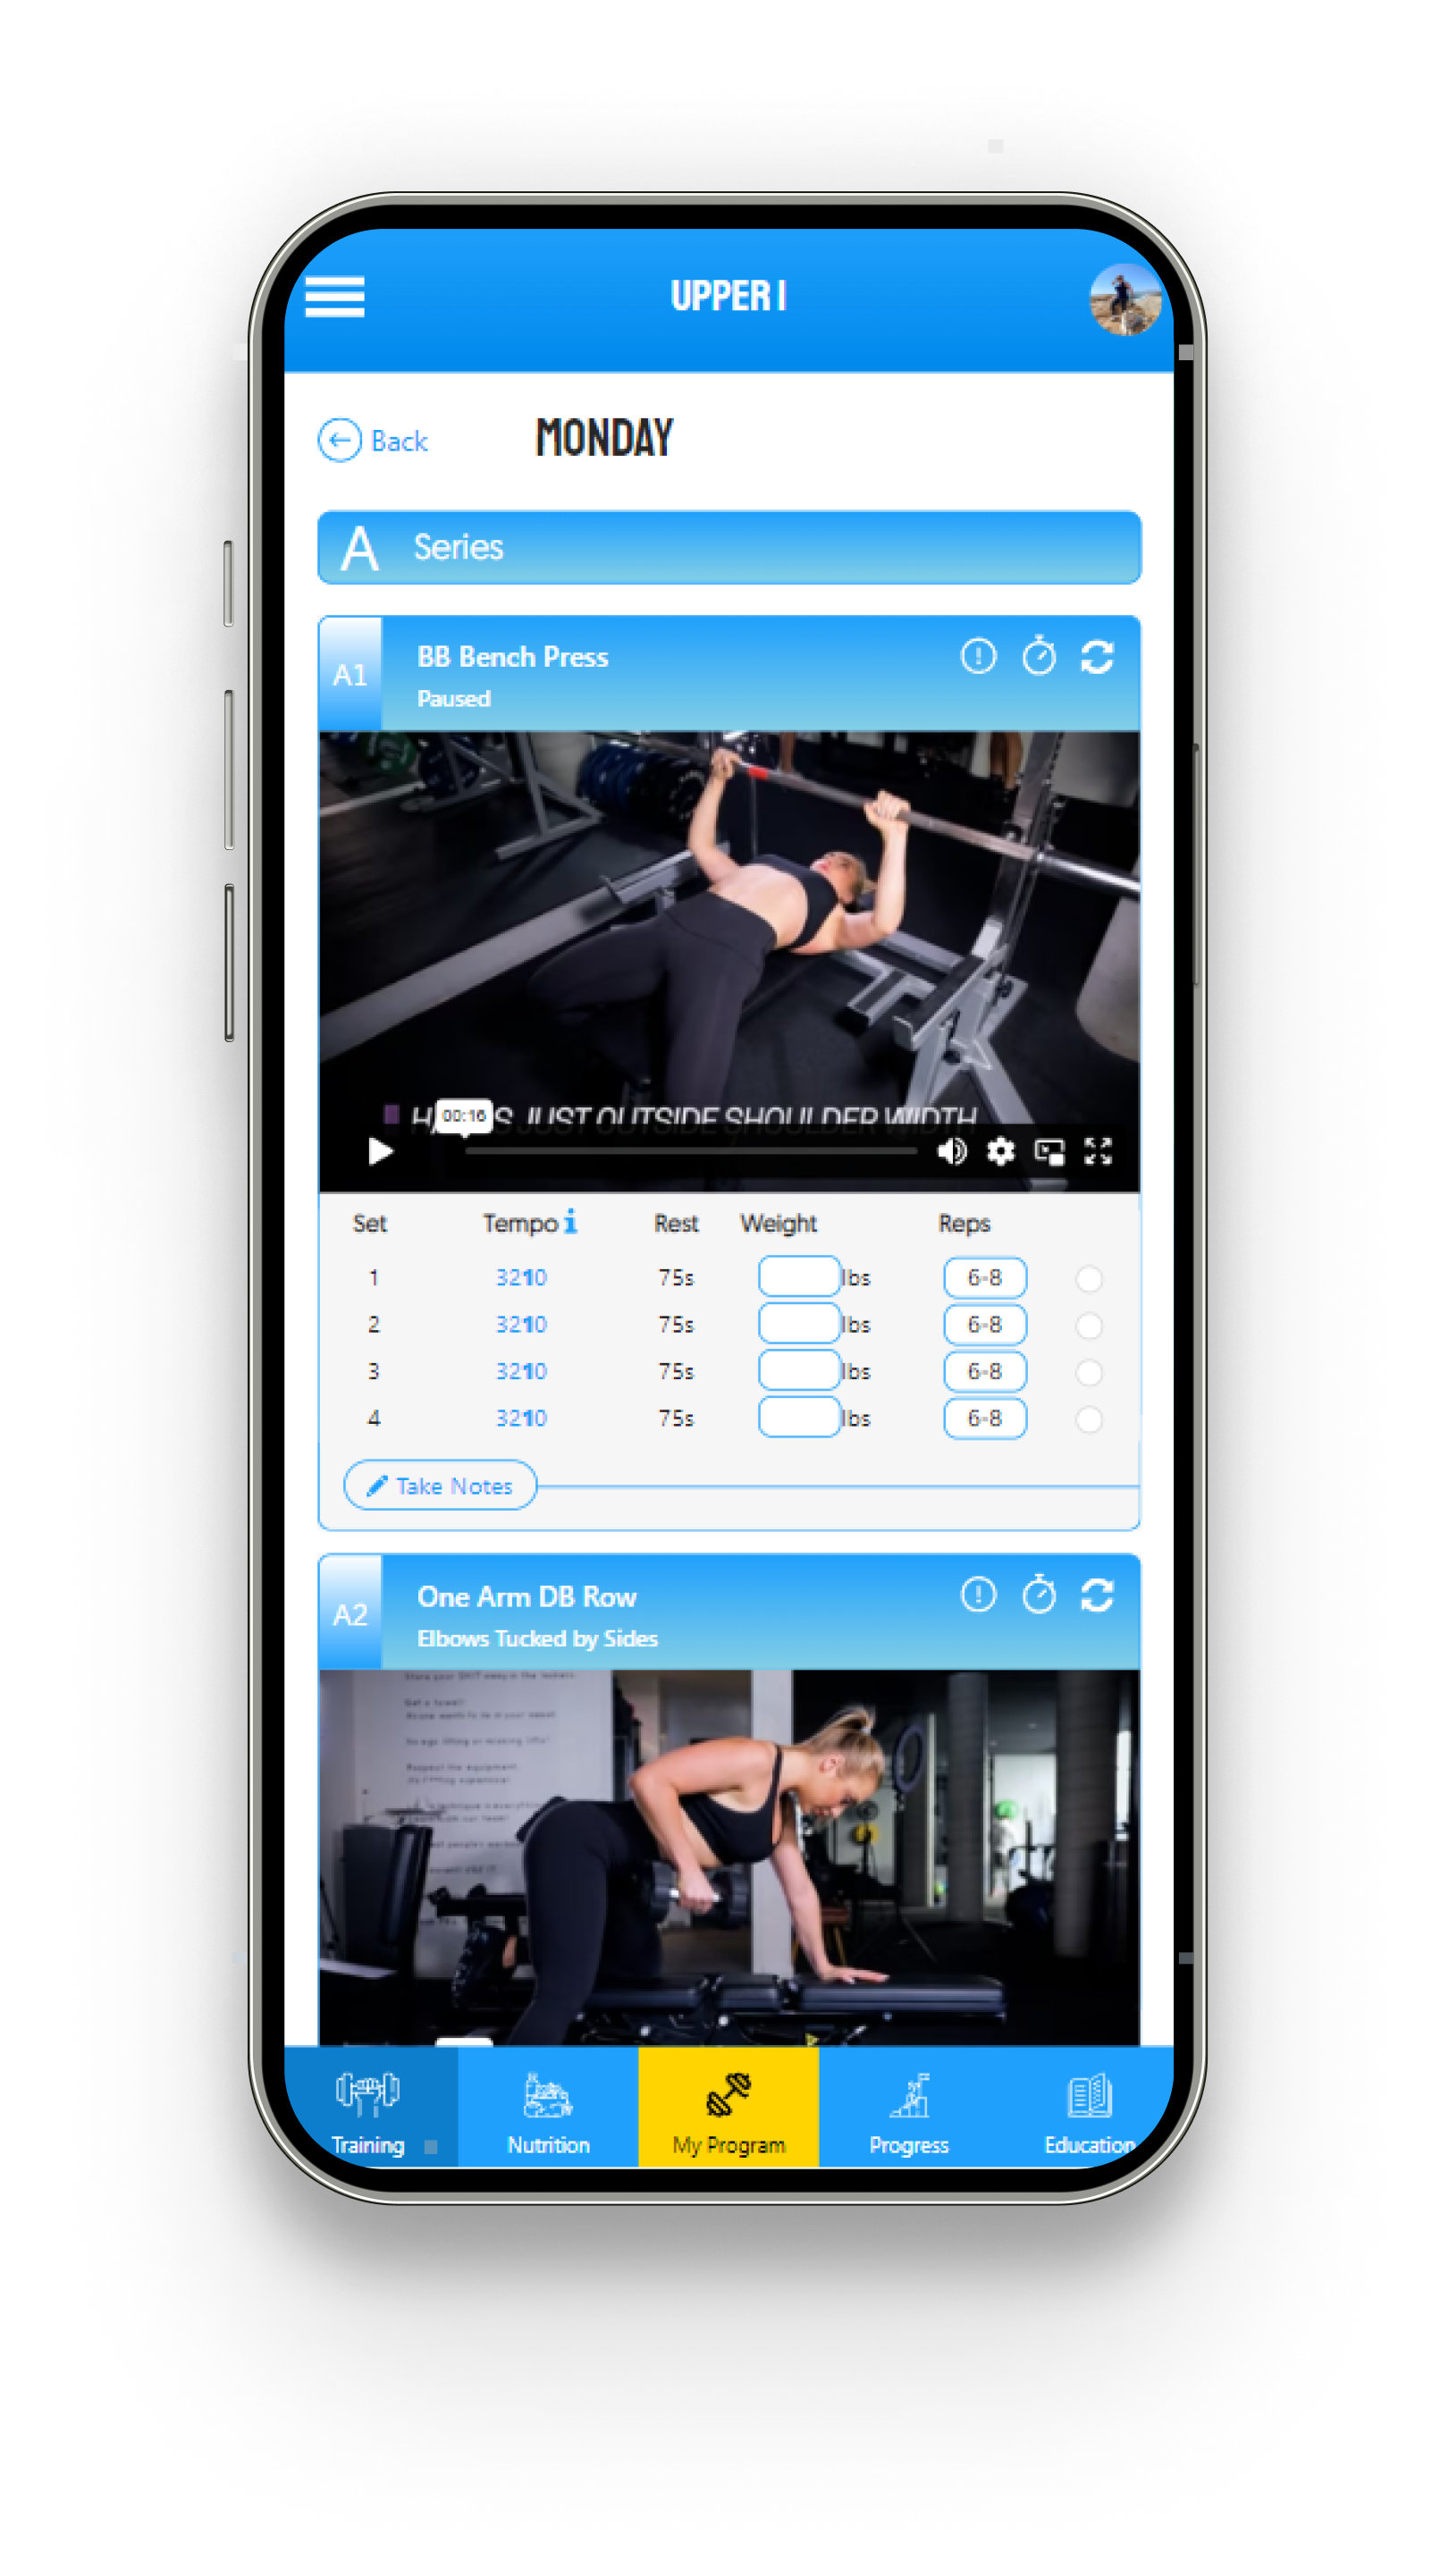 UPPER I
Back
MONDAY
A Series
A1
BB Bench Press
Paused
JUST OUTSIDE SHOULDER WIDTH
00:16
Set Tempo i Rest Weight Reps
1 3210 75s lbs 6-8
2 3210 75s lbs 6-8
3 3210 75s lbs 6-8
4 3210 75s lbs 6-8
Take Notes
A2
One Arm DB Row
Elbows Tucked by Sides
Training Nutrition My Program Progress Education